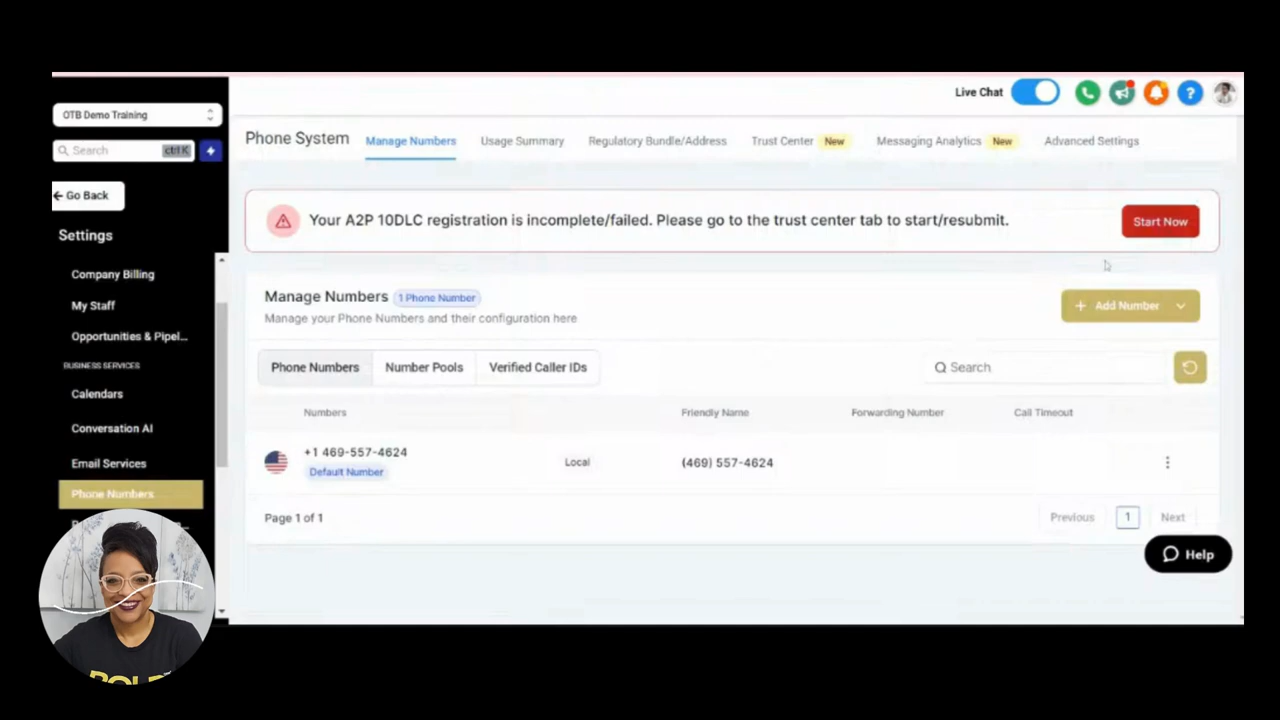 OTB Demo Training
Search
ctrl K
Go Back
Settings
Company Billing
My Staff
Opportunities & Pipel...
BUSINESS SERVICES
Calendars
Conversation AI
Email Services
Phone Numbers
Live Chat
Phone System
Manage Numbers
Usage Summary
Regulatory Bundle/Address
Trust Center New
Messaging Analytics New
Advanced Settings
Your A2P 10DLC registration is incomplete/failed. Please go to the trust center tab to start/resubmit.
Start Now
Manage Numbers 1 Phone Number
Manage your Phone Numbers and their configuration here
+ Add Number
Phone Numbers
Number Pools
Verified Caller IDs
Search
Numbers
Friendly Name
Forwarding Number
Call Timeout
+1 469-557-4624
Default Number
Local
(469) 557-4624
Page 1 of 1
Previous
1
Next
Help